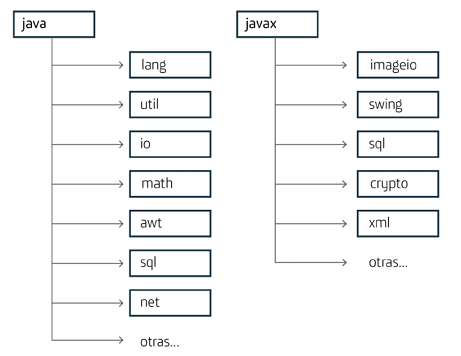 java
lang
util
io
math
awt
sql
net
otras...
javax
imageio
swing
sql
crypto
xml
otras...